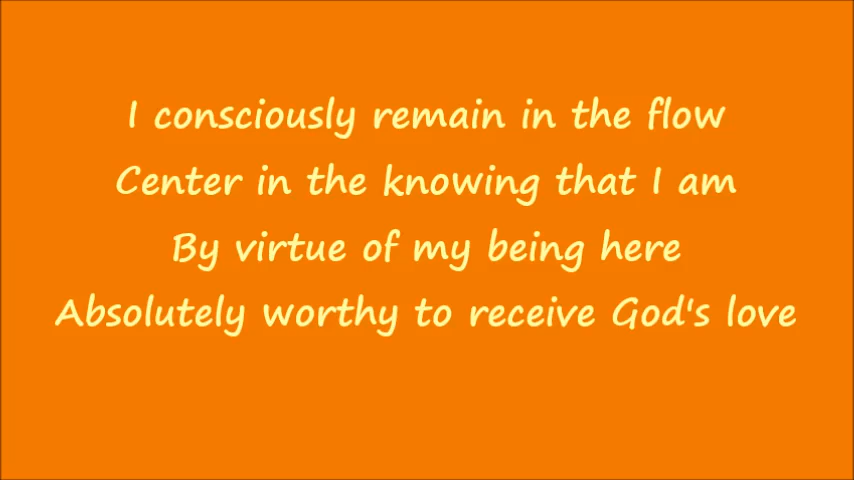 I consciously remain in the flow
Center in the knowing that I am
By virtue of my being here
Absolutely worthy to receive God's love